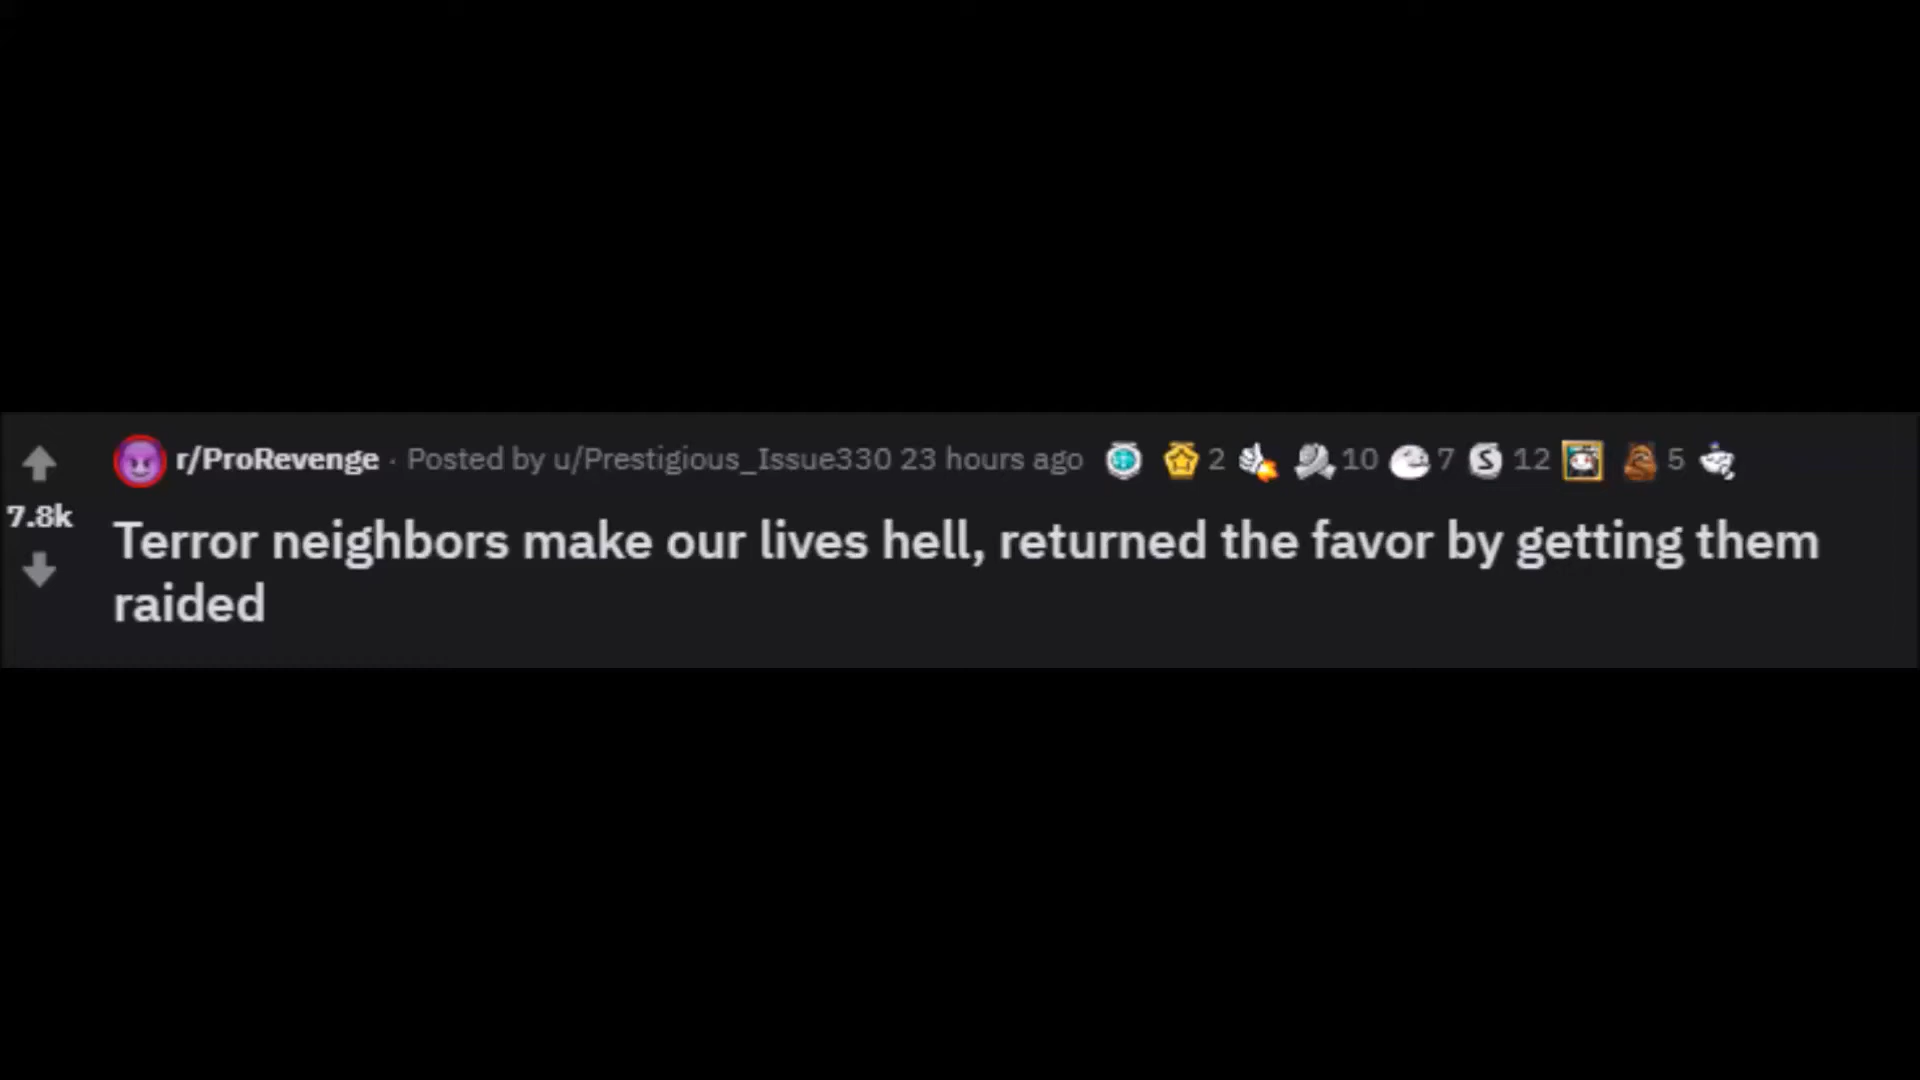 r/ProRevenge · Posted by u/Prestigious_Issue330 23 hours ago 2 10 7 12 5
7.8k
Terror neighbors make our lives hell, returned the favor by getting them
raided